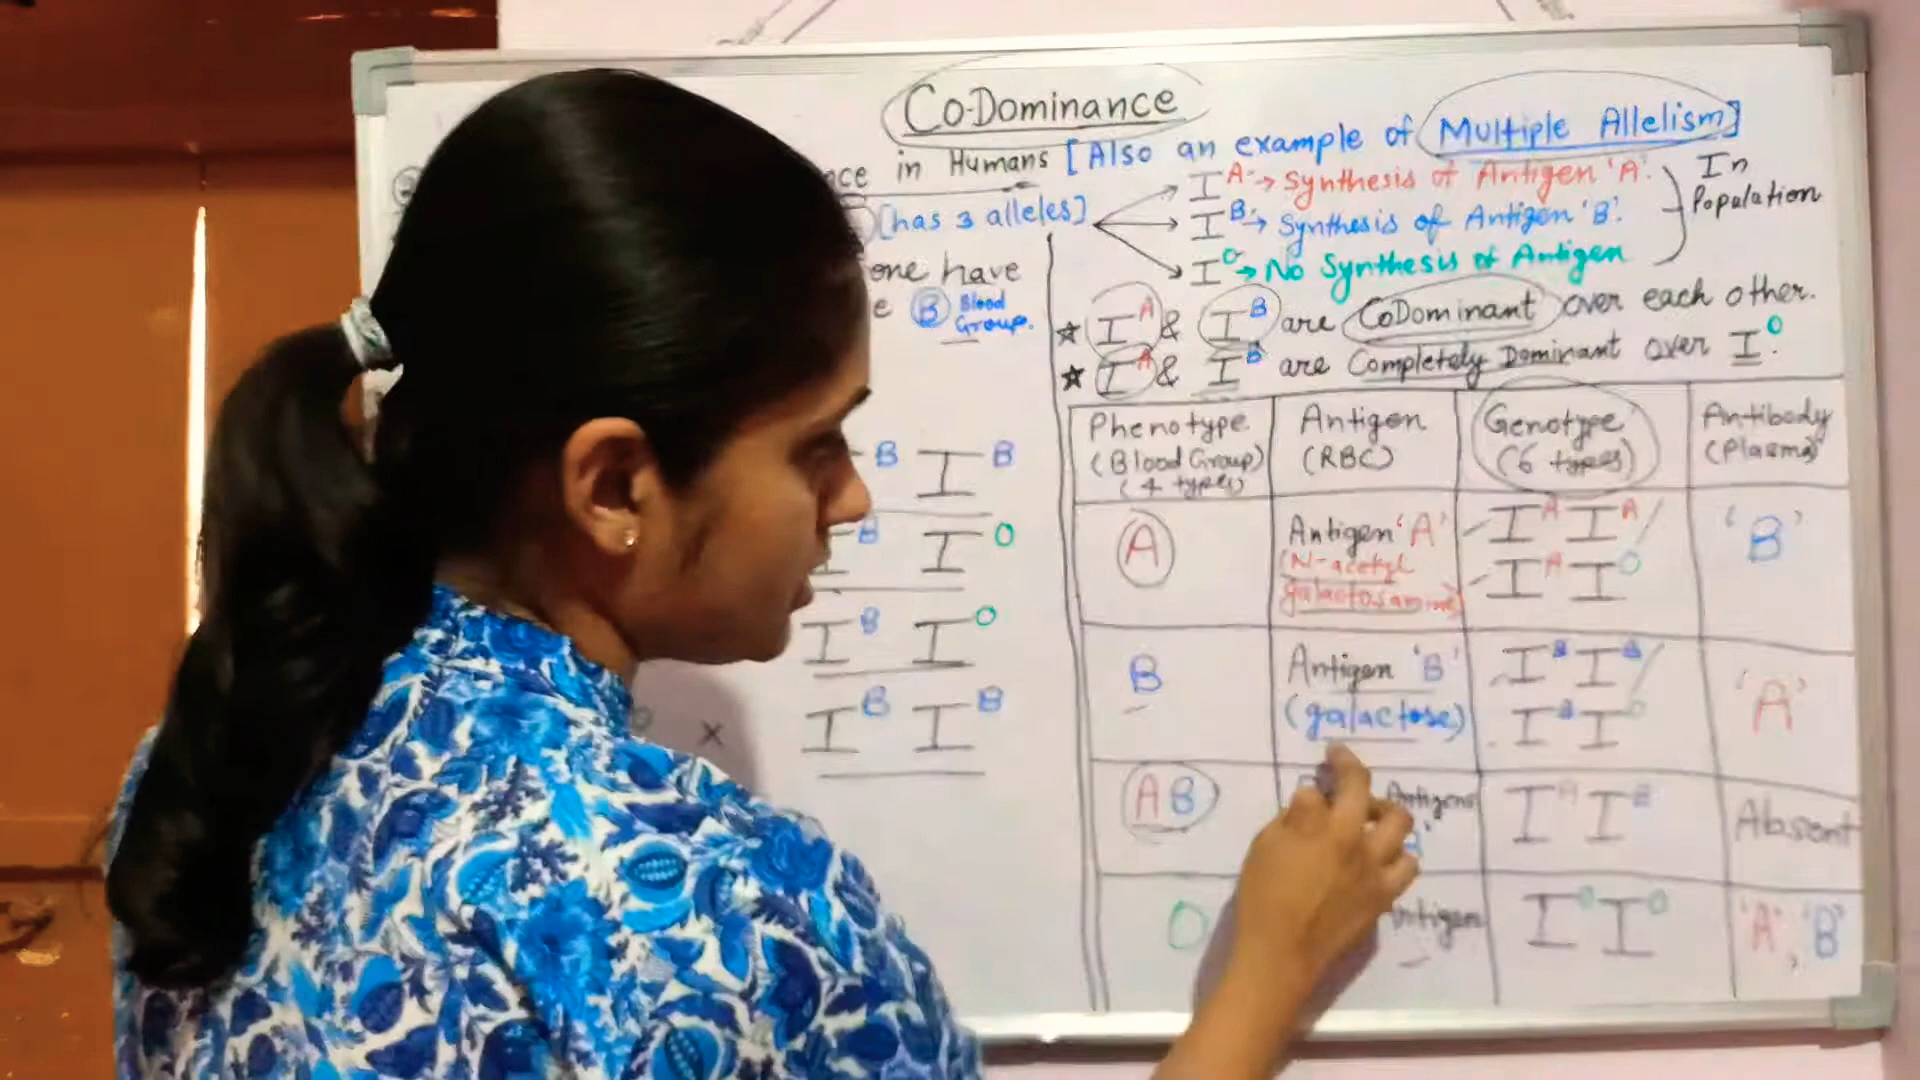 Co-Dominance
in Humans [Also an example of Multiple Allelism]
[has 3 alleles]
I^A → Synthesis of Antigen 'A'.
I^B → Synthesis of Antigen 'B'.
I^O → No Synthesis of Antigen
In
Population
one have
B Blood
Group.
☆ I^A & I^B are CoDominant over each other.
☆ I^A & I^B are Completely Dominant over I^O.
B I^B
B I^O
I^B I^O
x I^B I^B
Phenotype
(Blood Group)
(4 types)
Antigen
(RBC)
Genotype
(6 types)
Antibody
(Plasma)
A
Antigen 'A'
(N-acetyl
galactosamine)
I^A I^A
I^A I^O
'B'
B
Antigen 'B'
(galactose)
I^B I^B
I^B I^O
'A'
AB
Antigens
I^A I^B
Absent
O
Antigen
I^O I^O
'A', 'B'